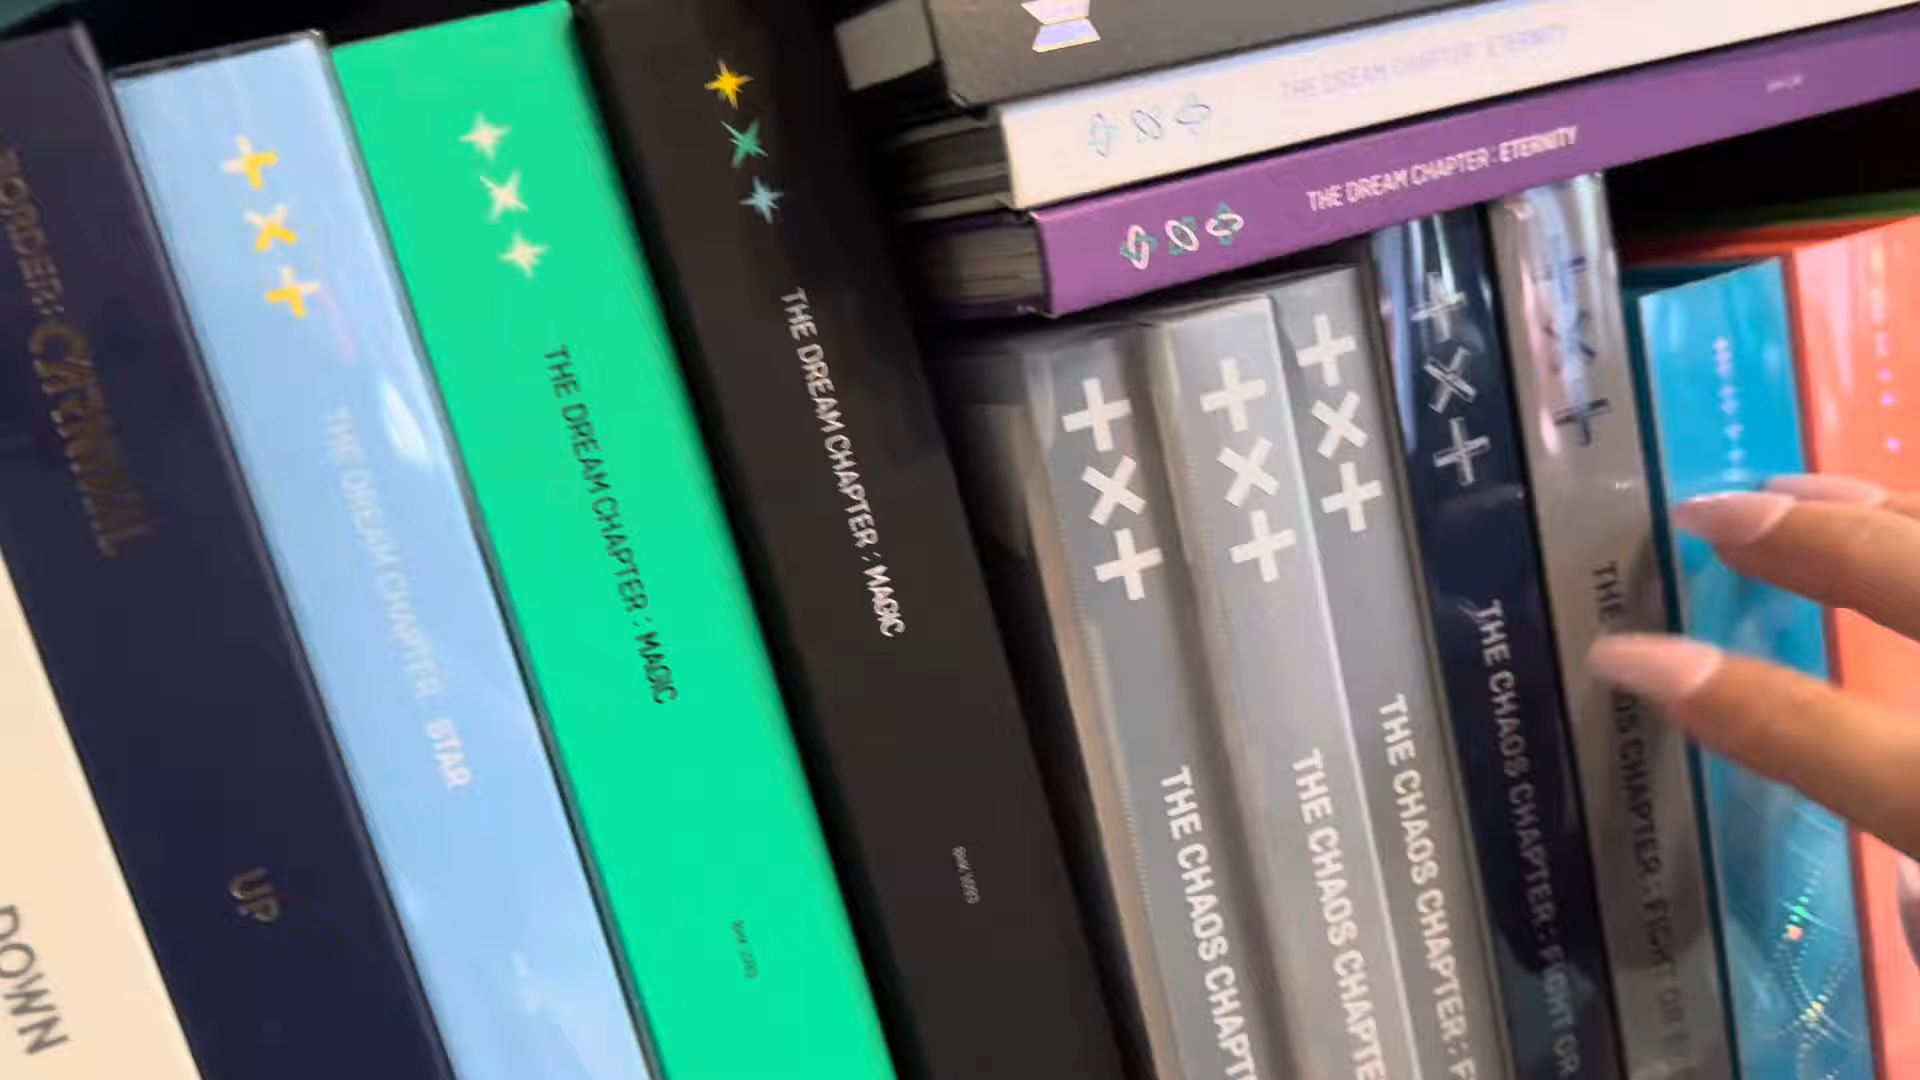 BORDER: CARNIVAL
UP
DOWN
+x+
THE DREAM CHAPTER : STAR
THE DREAM CHAPTER : MAGIC
THE DREAM CHAPTER : MAGIC
THE DREAM CHAPTER : ETERNITY
THE DREAM CHAPTER : ETERNITY
+x+
THE CHAOS CHAPT
+x+
THE CHAOS CHAPTE
+x+
THE CHAOS CHAPTER : F
+x+
THE CHAOS CHAPTER : FIGHT OR
+x+
THE
OS CHAPTER : FIGHT OR E